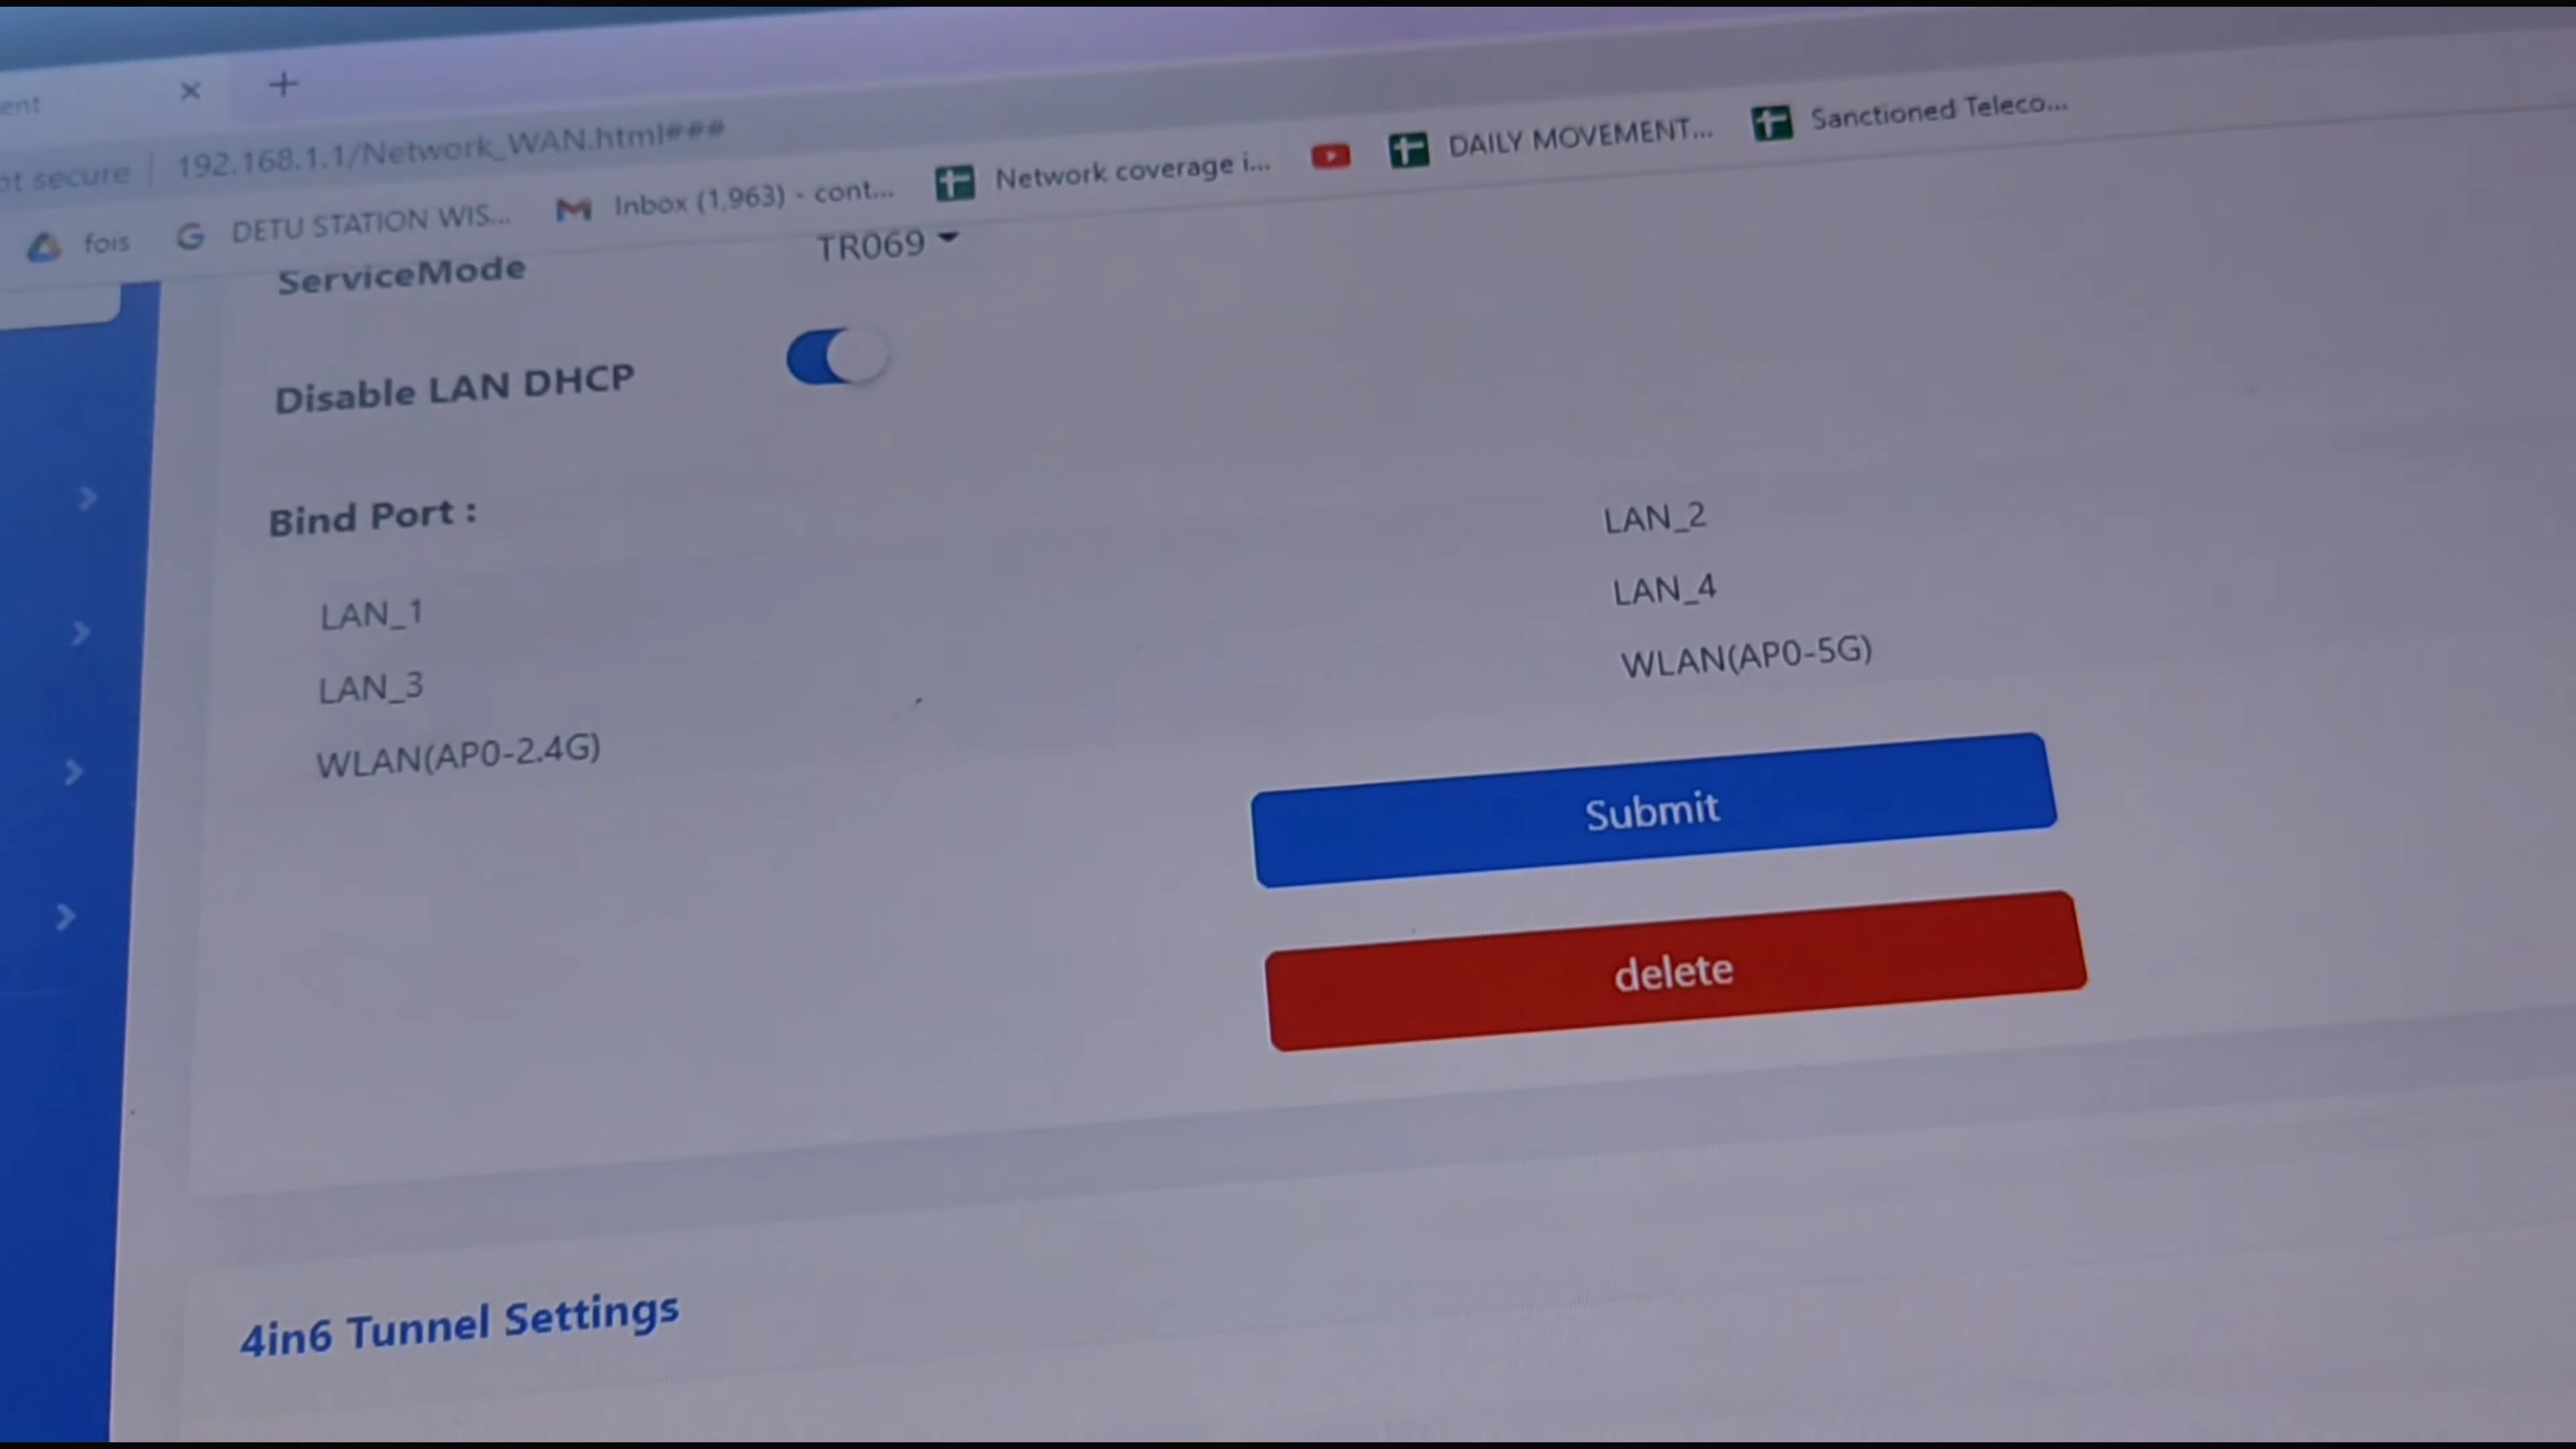 ent × +
ot secure | 192.168.1.1/Network_WAN.html###
fois DETU STATION WIS... Inbox (1,963) - cont... Network coverage i... DAILY MOVEMENT... Sanctioned Teleco...
ServiceMode TR069
Disable LAN DHCP
Bind Port :
LAN_1 LAN_2
LAN_3 LAN_4
WLAN(AP0-2.4G) WLAN(AP0-5G)
Submit
delete
4in6 Tunnel Settings